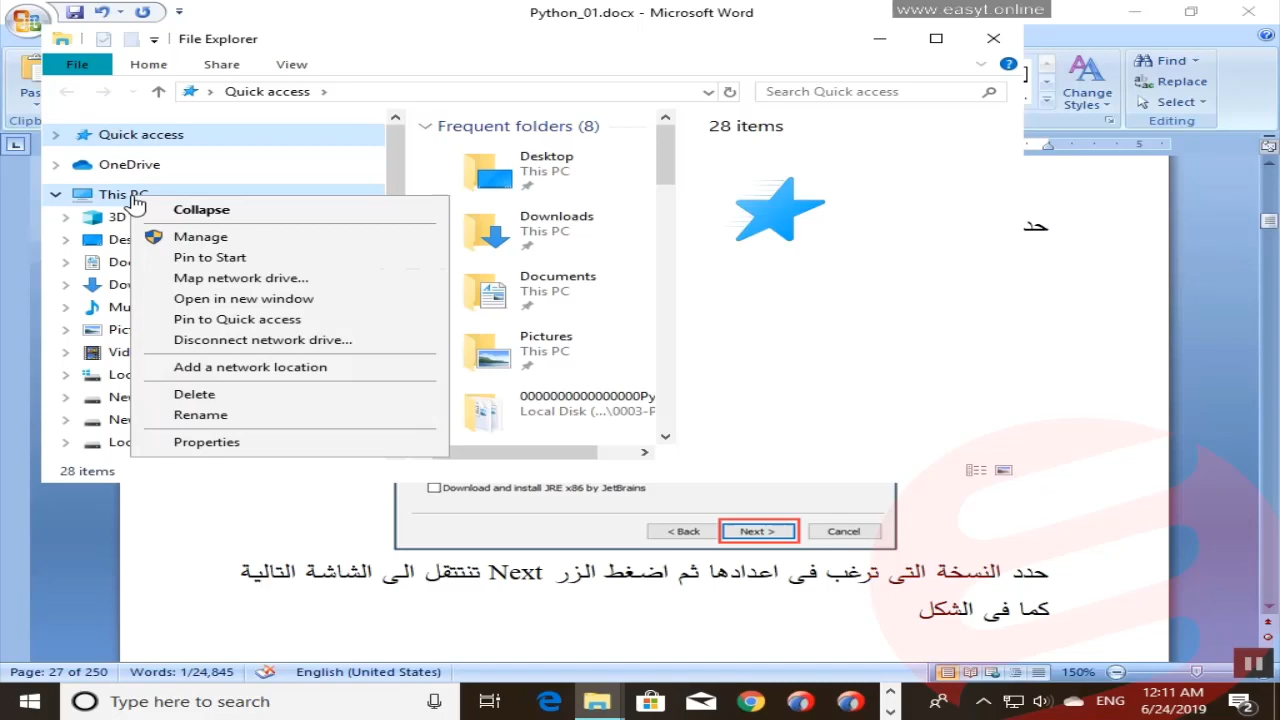 Python_01.docx - Microsoft Word
www.easyt.online
File Explorer
File Home Share View
Quick access
Search Quick access
Find
Replace
Select
Editing
Change
Styles
Quick access
OneDrive
This PC
3D
Collapse
Manage
Pin to Start
Map network drive...
Open in new window
Pin to Quick access
Disconnect network drive...
Add a network location
Delete
Rename
Properties
28 items
Frequent folders (8)
Desktop
This PC
Downloads
This PC
Documents
This PC
Pictures
This PC
Local Disk (...\0003-P
28 items
5
حد
Download and install JRE x86 by JetBrains
< Back Next > Cancel
حدد النسخة التى ترغب فى اعدادها ثم اضغط الزر Next تنتتقل الى الشاشة التالية
كما فى الشكل
Page: 27 of 250 Words: 1/24,845 English (United States) 150%
Type here to search
ENG
12:11 AM
6/24/2019
2